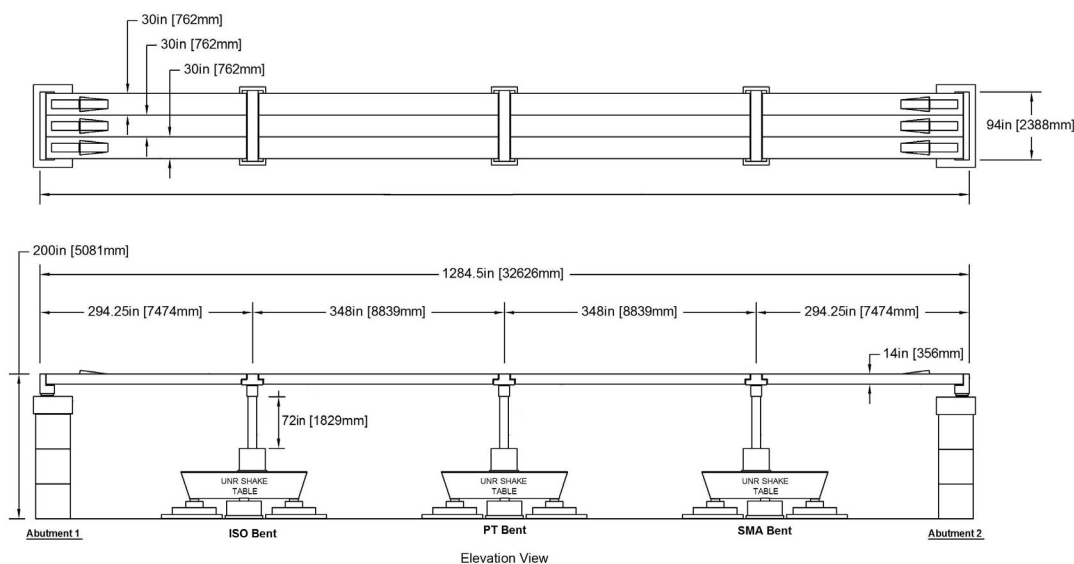 30in [762mm]
30in [762mm]
30in [762mm]
94in [2388mm]
200in [5081mm]
1284.5in [32626mm]
294.25in [7474mm]
348in [8839mm]
348in [8839mm]
294.25in [7474mm]
14in [356mm]
72in [1829mm]
UNR SHAKE
TABLE
UNR SHAKE
TABLE
UNR SHAKE
TABLE
Abutment 1
ISO Bent
PT Bent
SMA Bent
Abutment 2
Elevation View